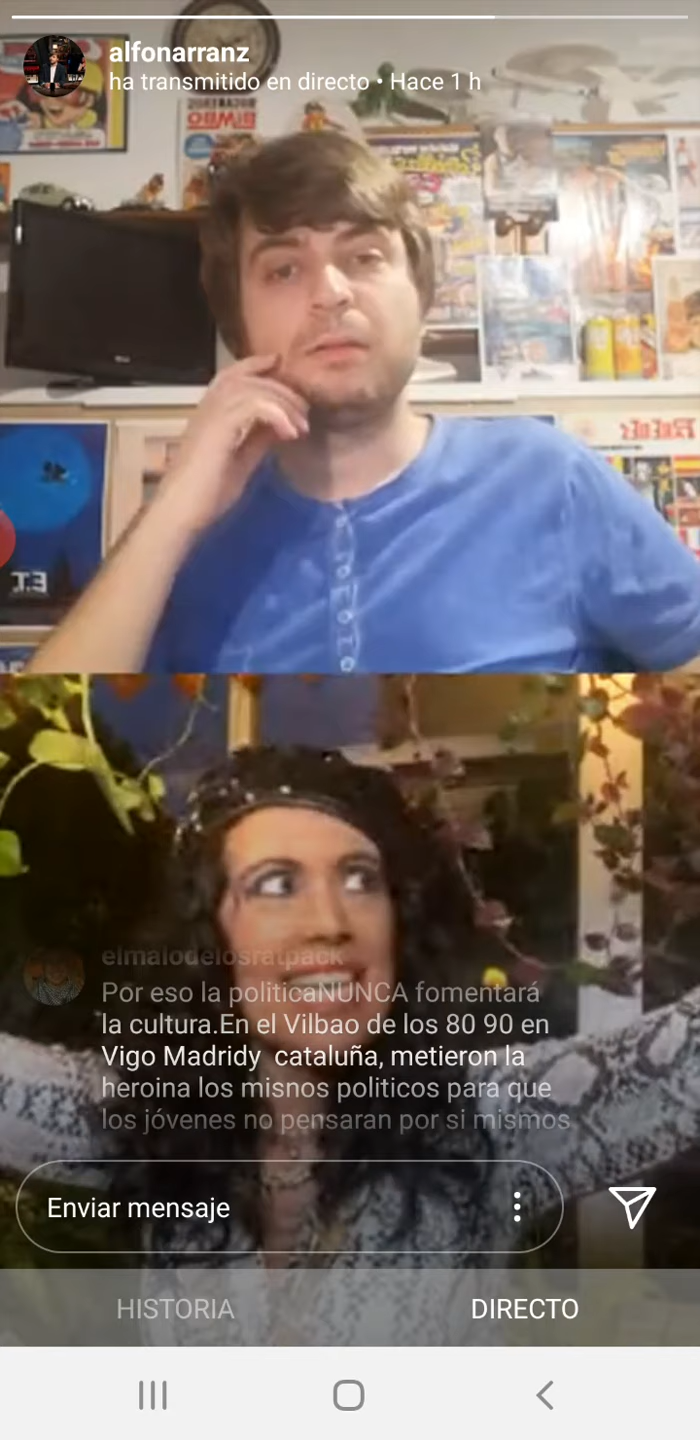 alfonarranz
ha transmitido en directo • Hace 1 h
BIMBO
E.T.
elmalodelosratpack
Por eso la politicaNUNCA fomentará
la cultura.En el Vilbao de los 80 90 en
Vigo Madridy cataluña, metieron la
heroina los misnos politicos para que
los jóvenes no pensaran por si mismos
Enviar mensaje
HISTORIA
DIRECTO